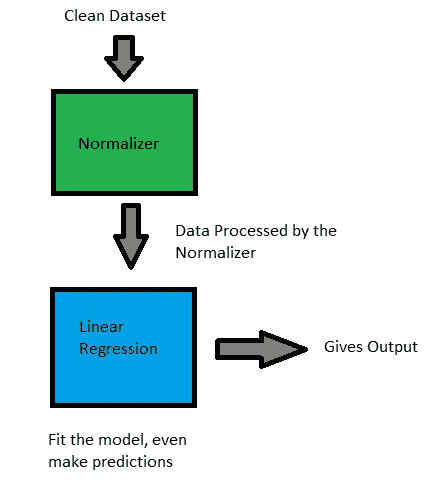 Clean Dataset
Normalizer
Data Processed by the
Normalizer
Linear
Regression
Gives Output
Fit the model, even
make predictions